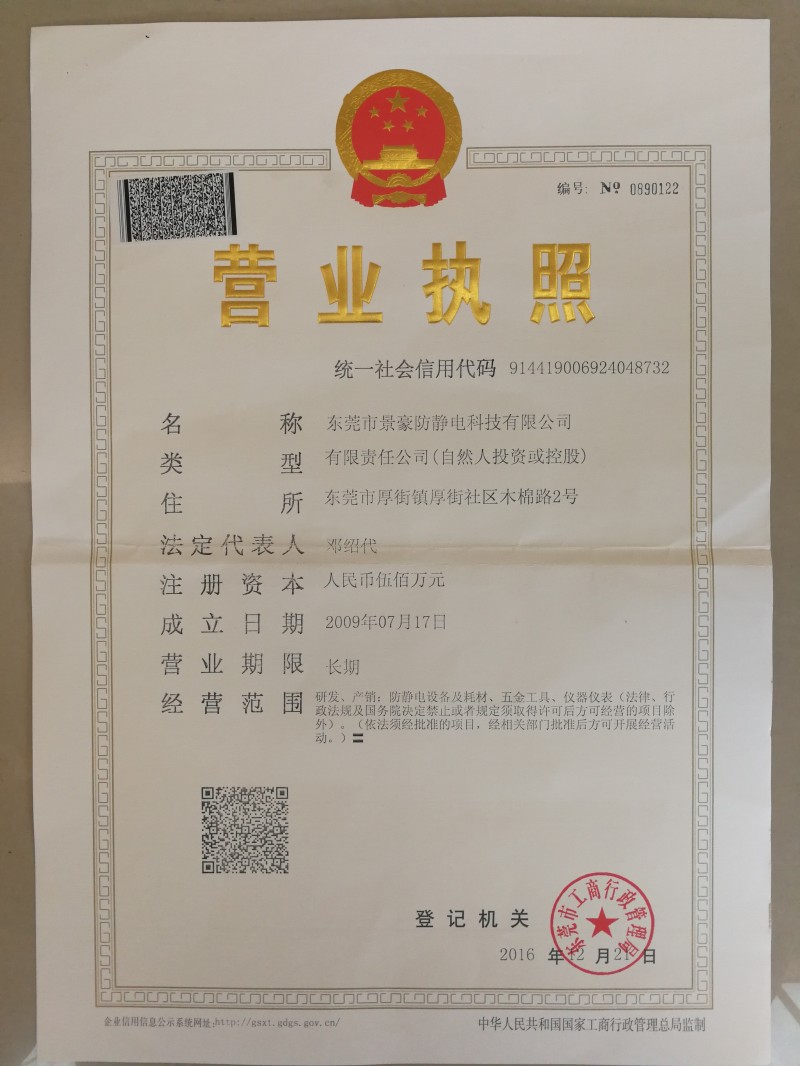 编号: № 0890122
营业执照
统一社会信用代码 914419006924048732
名称 东莞市景豪防静电科技有限公司
类型 有限责任公司(自然人投资或控股)
住所 东莞市厚街镇厚街社区木棉路2号
法定代表人 邓绍代
注册资本 人民币伍佰万元
成立日期 2009年07月17日
营业期限 长期
经营范围 研发、产销：防静电设备及耗材、五金工具、仪器仪表（法律、行
政法规及国务院决定禁止或者规定须取得许可后方可经营的项目除
外）。（依法须经批准的项目，经相关部门批准后方可开展经营活
动。）〓
登记机关
东莞市工商行政管理局
2016 年12 月21日
企业信用信息公示系统网址:http://gsxt.gdgs.gov.cn/
中华人民共和国国家工商行政管理总局监制